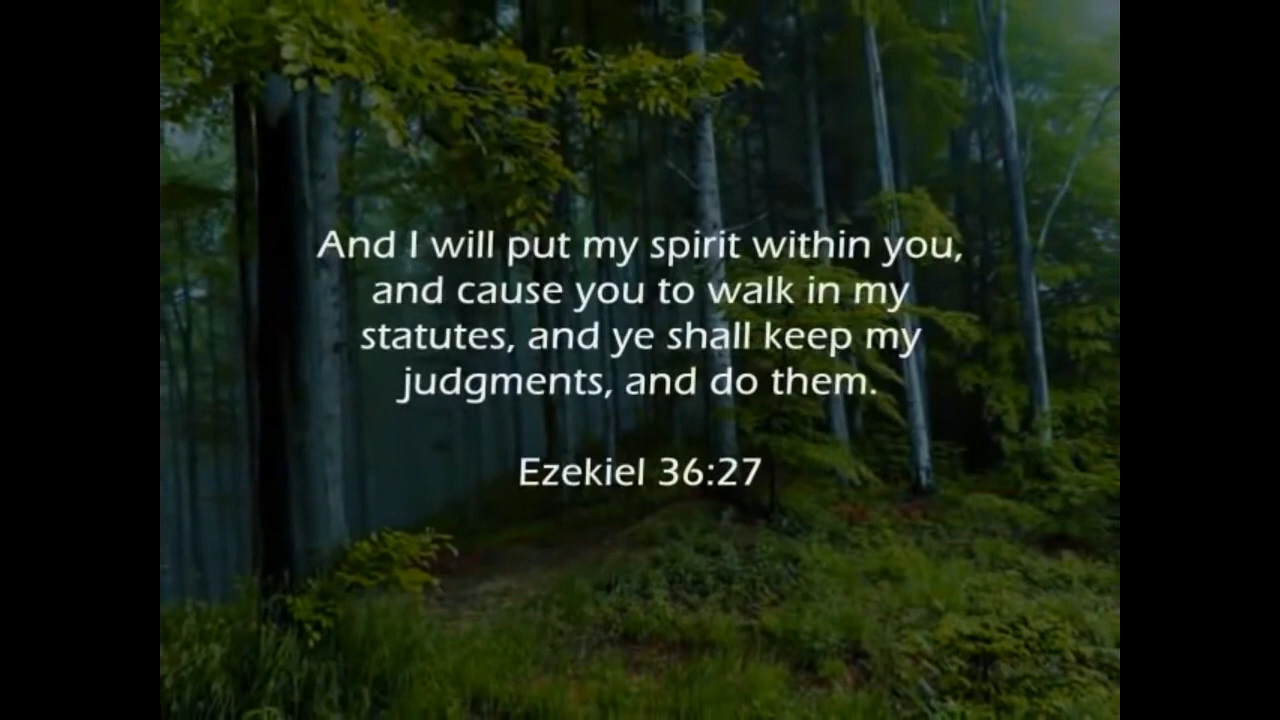 And I will put my spirit within you,
and cause you to walk in my
statutes, and ye shall keep my
judgments, and do them.
Ezekiel 36:27